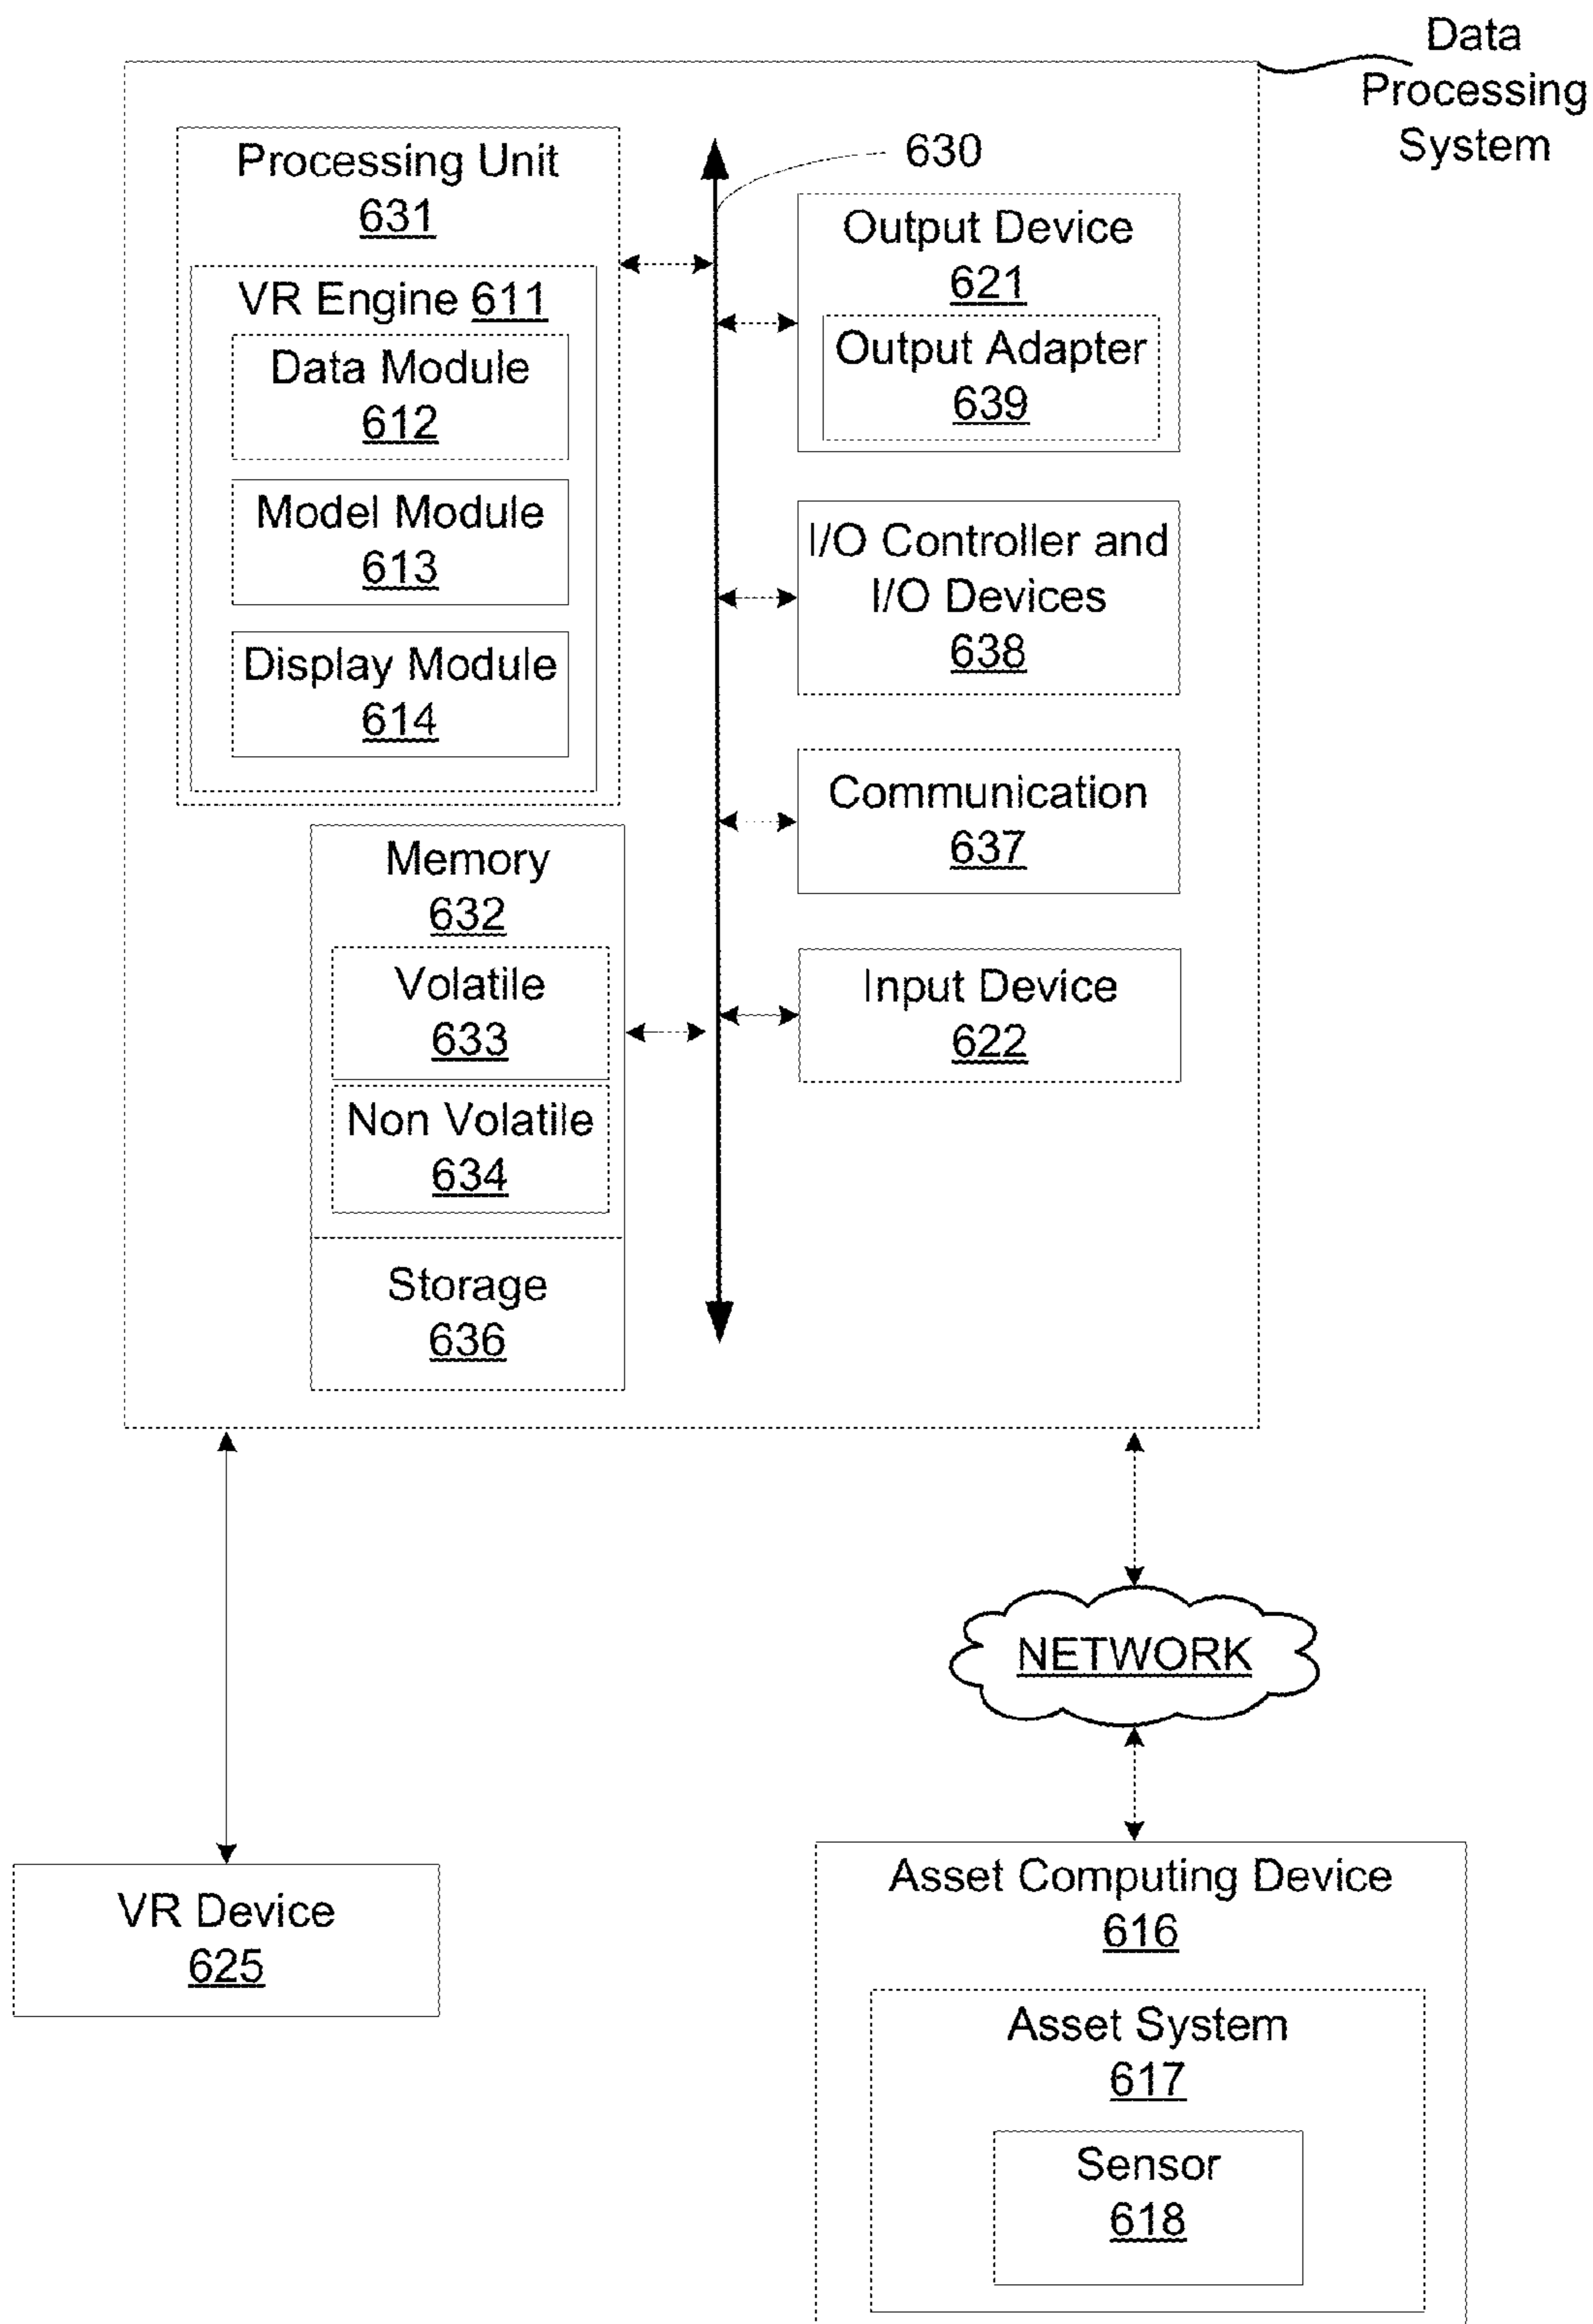 Data
Processing
System
Processing Unit
631
VR Engine 611
Data Module
612
Model Module
613
Display Module
614
Memory
632
Volatile
633
Non Volatile
634
Storage
636
630
Output Device
621
Output Adapter
639
I/O Controller and
I/O Devices
638
Communication
637
Input Device
622
NETWORK
VR Device
625
Asset Computing Device
616
Asset System
617
Sensor
618